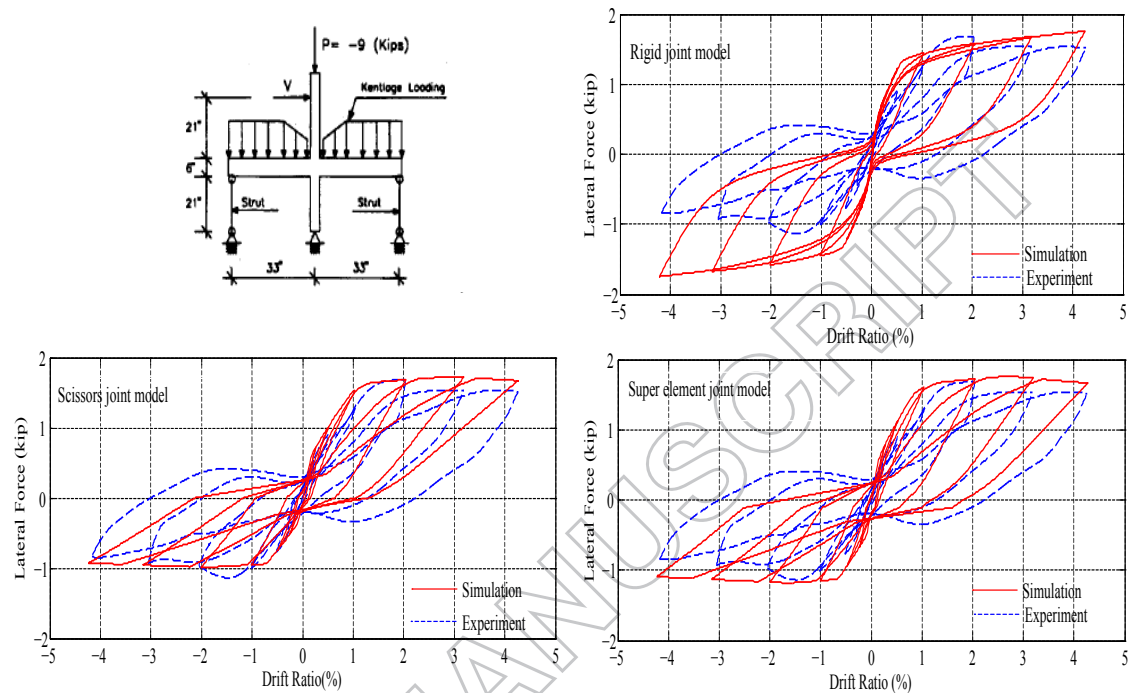 P= -9 (Kips)
V
Kentlage Loading
21"
6"
21"
Strut
Strut
33"
33"
Rigid joint model
Lateral Force (kip)
2
1
0
−1
−2
Simulation
Experiment
−5 −4 −3 −2 −1 0 1 2 3 4 5
Drift Ratio (%)
Scissors joint model
Lateral Force (kip)
2
1
0
−1
−2
Simulation
Experiment
−5 −4 −3 −2 −1 0 1 2 3 4 5
Drift Ratio(%)
Super element joint model
Lateral Force (kip)
2
1
0
−1
−2
Simulation
Experiment
−5 −4 −3 −2 −1 0 1 2 3 4 5
Drift Ratio (%)
MANUSCRIPT